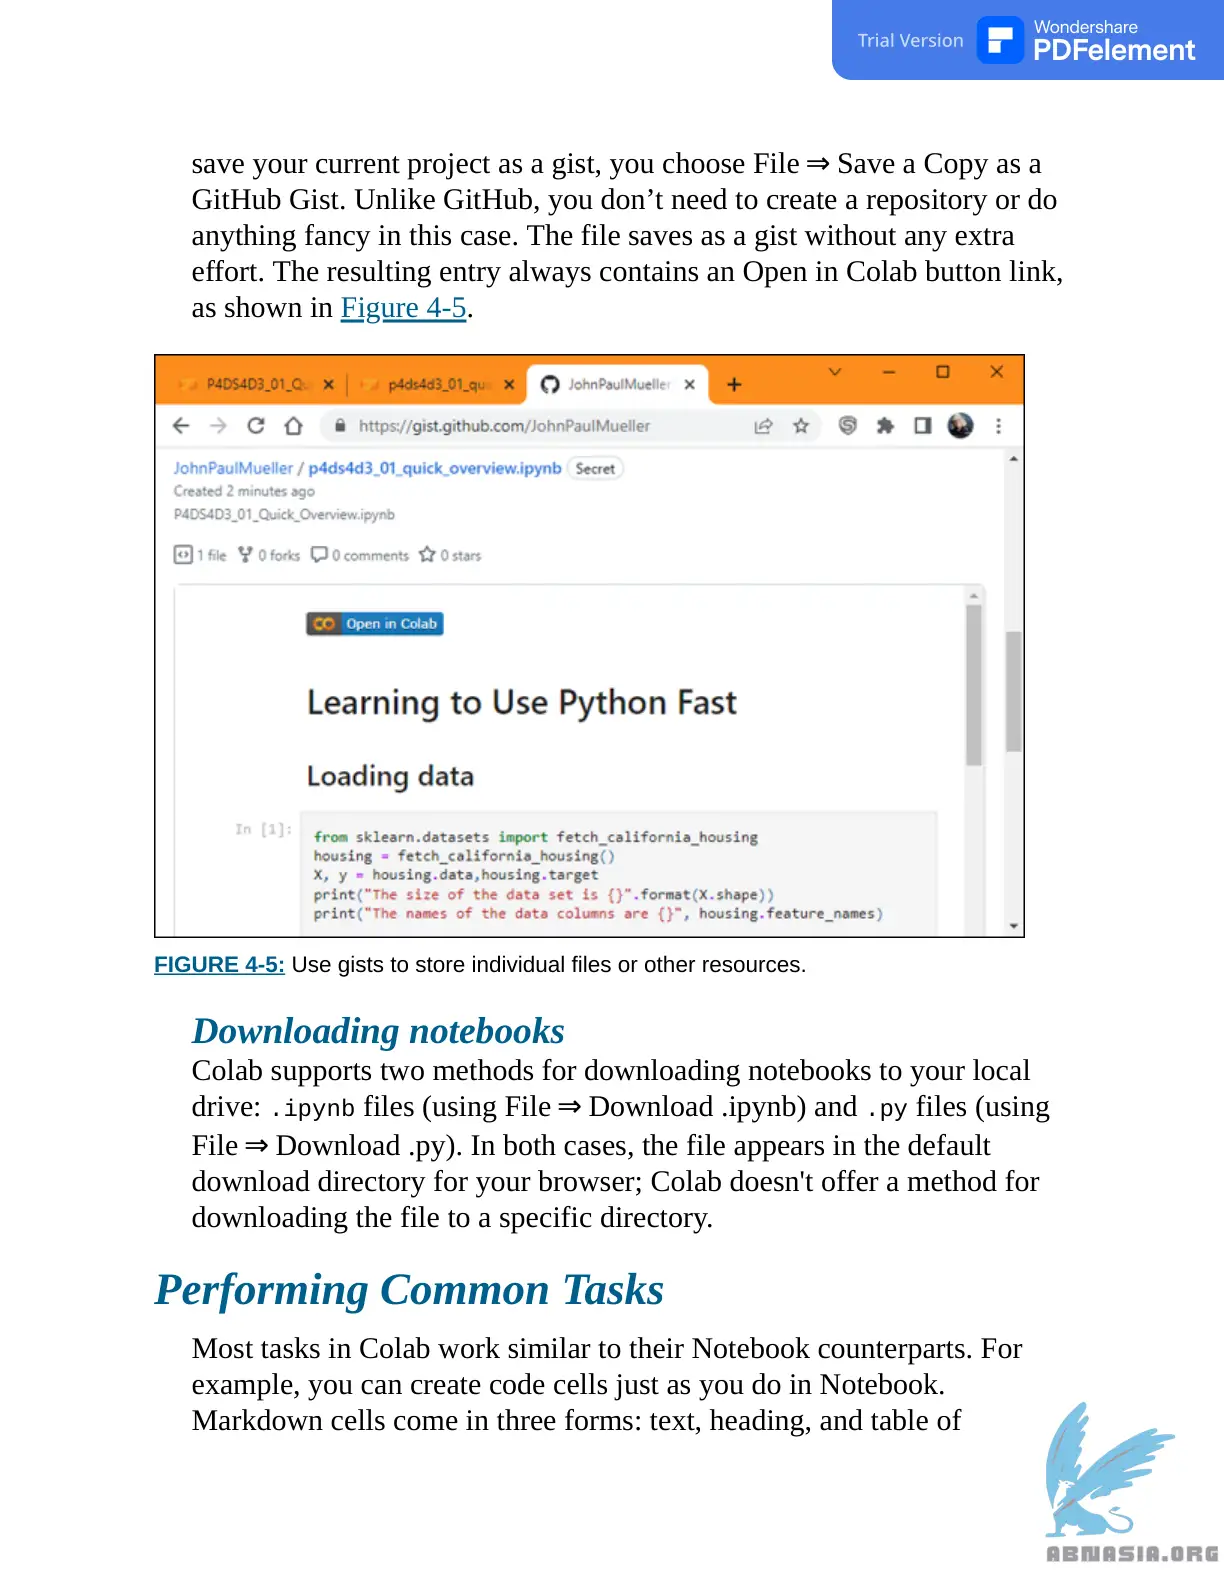 Trial Version
Wondershare
PDFelement
save your current project as a gist, you choose File ⇒ Save a Copy as a
GitHub Gist. Unlike GitHub, you don’t need to create a repository or do
anything fancy in this case. The file saves as a gist without any extra
effort. The resulting entry always contains an Open in Colab button link,
as shown in Figure 4-5.
P4DS4D3_01_Qu
p4ds4d3_01_qui
JohnPaulMueller
https://gist.github.com/JohnPaulMueller
JohnPaulMueller / p4ds4d3_01_quick_overview.ipynb Secret
Created 2 minutes ago
P4DS4D3_01_Quick_Overview.ipynb
1 file 0 forks 0 comments 0 stars
Open in Colab
Learning to Use Python Fast
Loading data
In [1]:
from sklearn.datasets import fetch_california_housing
housing = fetch_california_housing()
X, y = housing.data,housing.target
print("The size of the data set is {}".format(X.shape))
print("The names of the data columns are {}", housing.feature_names)
FIGURE 4-5: Use gists to store individual files or other resources.
Downloading notebooks
Colab supports two methods for downloading notebooks to your local
drive: .ipynb files (using File ⇒ Download .ipynb) and .py files (using
File ⇒ Download .py). In both cases, the file appears in the default
download directory for your browser; Colab doesn't offer a method for
downloading the file to a specific directory.
Performing Common Tasks
Most tasks in Colab work similar to their Notebook counterparts. For
example, you can create code cells just as you do in Notebook.
Markdown cells come in three forms: text, heading, and table of
ABNASIA.ORG